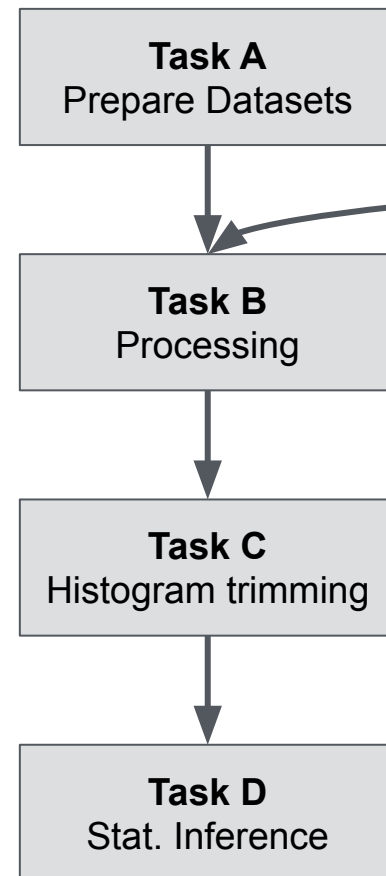 Task A
Prepare Datasets
Task B
Processing
Task C
Histogram trimming
Task D
Stat. Inference